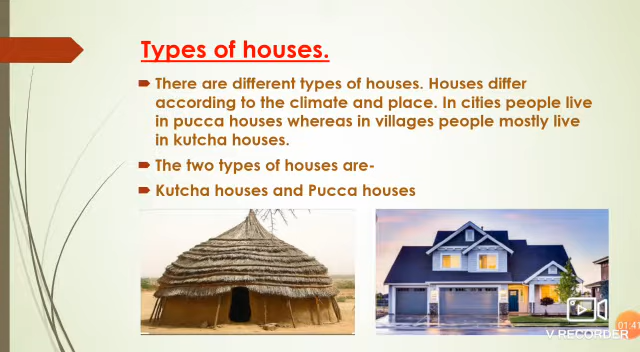 Types of houses.
There are different types of houses. Houses differ
according to the climate and place. In cities people live
in pucca houses whereas in villages people mostly live
in kutcha houses.
The two types of houses are-
Kutcha houses and Pucca houses
V RECORDER
01:41